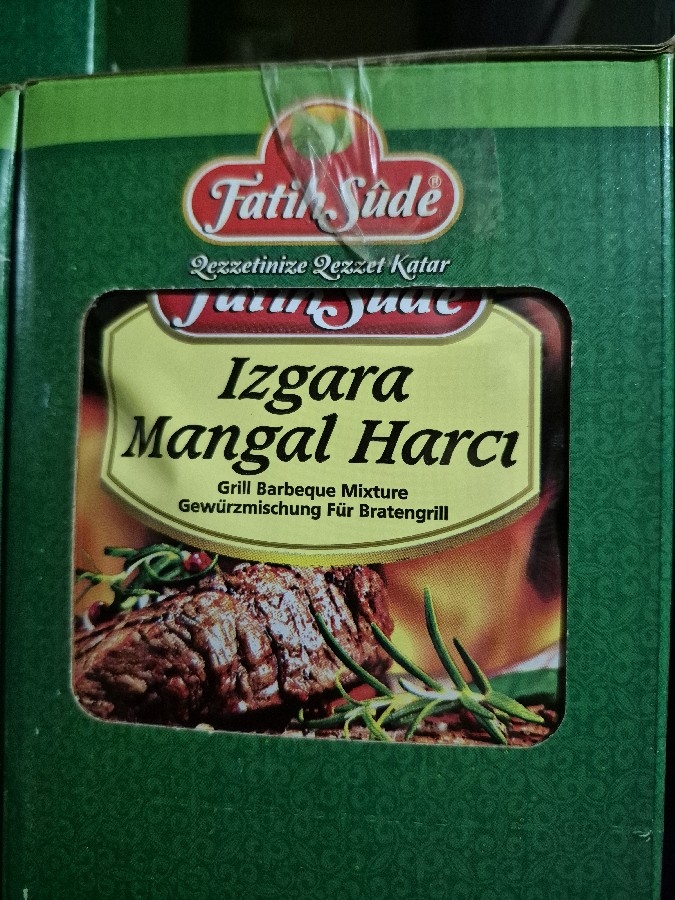 Fatih Sûde®
Lezzetinize Lezzet Katar
Fatih Sûde
Izgara
Mangal Harcı
Grill Barbeque Mixture
Gewürzmischung Für Bratengrill